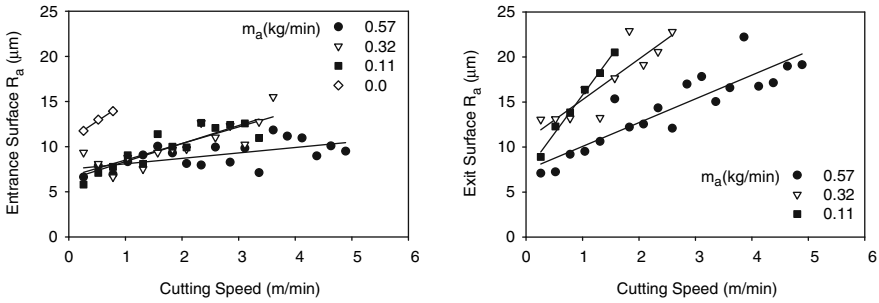 Entrance Surface Rₐ (μm)
25
20
15
10
5
0
mₐ(kg/min)
0.57
0.32
0.11
0.0
0 1 2 3 4 5 6
Cutting Speed (m/min)
Exit Surface Rₐ (μm)
25
20
15
10
5
0
mₐ(kg/min)
0.57
0.32
0.11
0 1 2 3 4 5 6
Cutting Speed (m/min)